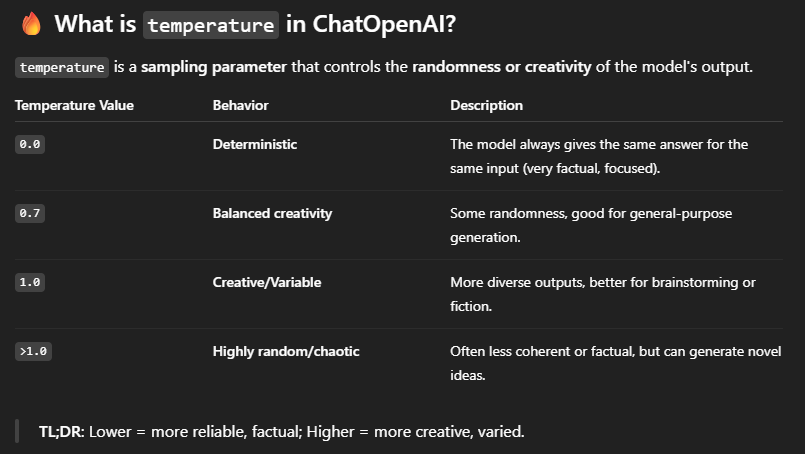 🔥 What is temperature in ChatOpenAI?
temperature is a sampling parameter that controls the randomness or creativity of the model's output.
Temperature Value Behavior Description
0.0 Deterministic The model always gives the same answer for the
same input (very factual, focused).
0.7 Balanced creativity Some randomness, good for general-purpose
generation.
1.0 Creative/Variable More diverse outputs, better for brainstorming or
fiction.
>1.0 Highly random/chaotic Often less coherent or factual, but can generate novel
ideas.
TL;DR: Lower = more reliable, factual; Higher = more creative, varied.